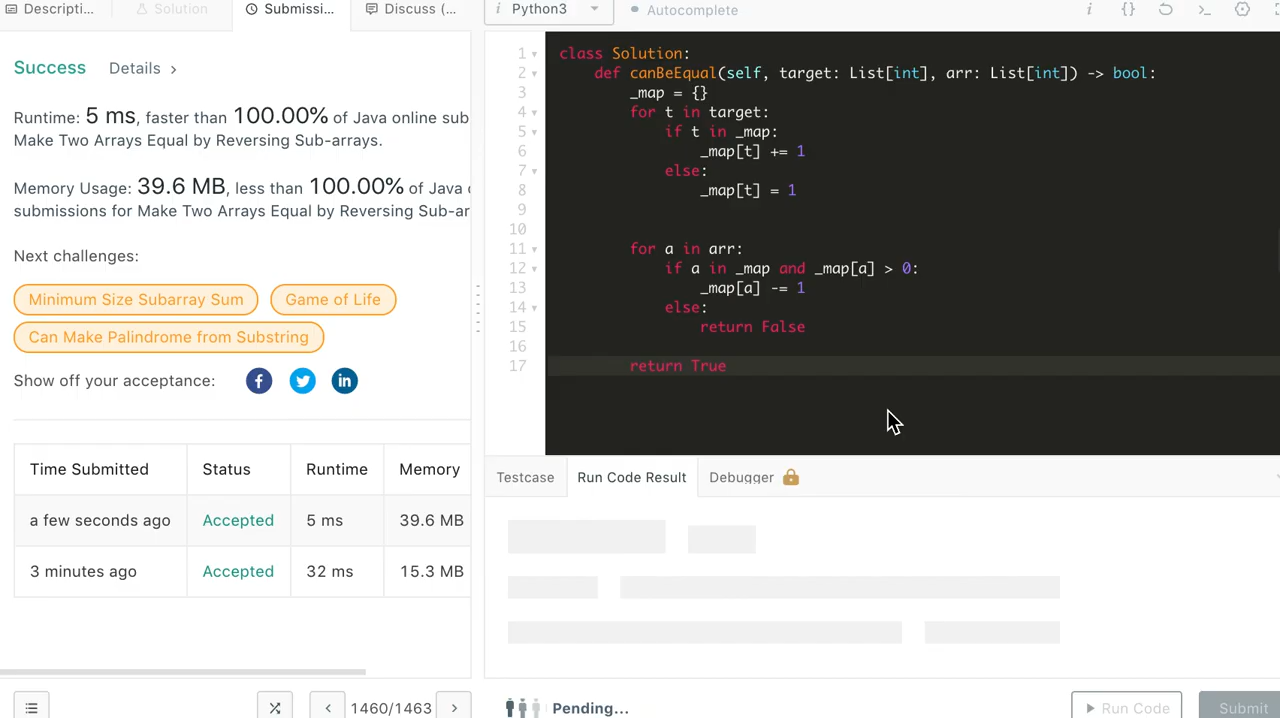 Descripti...
Solution
Submissi...
Discuss (...
Success
Details >
Runtime: 5 ms, faster than 100.00% of Java online sub
Make Two Arrays Equal by Reversing Sub-arrays.
Memory Usage: 39.6 MB, less than 100.00% of Java
submissions for Make Two Arrays Equal by Reversing Sub-ar
Next challenges:
Minimum Size Subarray Sum
Game of Life
Can Make Palindrome from Substring
Show off your acceptance:
Time Submitted Status Runtime Memory
a few seconds ago Accepted 5 ms 39.6 MB
3 minutes ago Accepted 32 ms 15.3 MB
< 1460/1463 >
i Python3
Autocomplete
i {}
1 class Solution:
2     def canBeEqual(self, target: List[int], arr: List[int]) -> bool:
3         _map = {}
4         for t in target:
5             if t in _map:
6                 _map[t] += 1
7             else:
8                 _map[t] = 1
9
10
11         for a in arr:
12             if a in _map and _map[a] > 0:
13                 _map[a] -= 1
14             else:
15                 return False
16
17         return True
Testcase
Run Code Result
Debugger
Pending...
Run Code
Submit